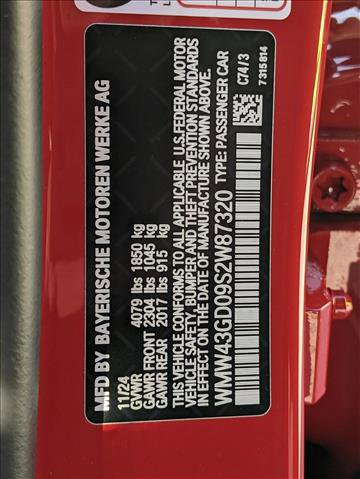 MFD BY BAYERISCHE MOTOREN WERKE AG
11/24
GVWR 4079 lbs 1850 kg
GAWR FRONT 2304 lbs 1045 kg
GAWR REAR 2017 lbs 915 kg
THIS VEHICLE CONFORMS TO ALL APPLICABLE U.S.FEDERAL MOTOR
VEHICLE SAFETY, BUMPER AND THEFT PREVENTION STANDARDS
IN EFFECT ON THE DATE OF MANUFACTURE SHOWN ABOVE.
WMW43GD09S2W87320 TYPE: PASSENGER CAR
C74/3
7315814